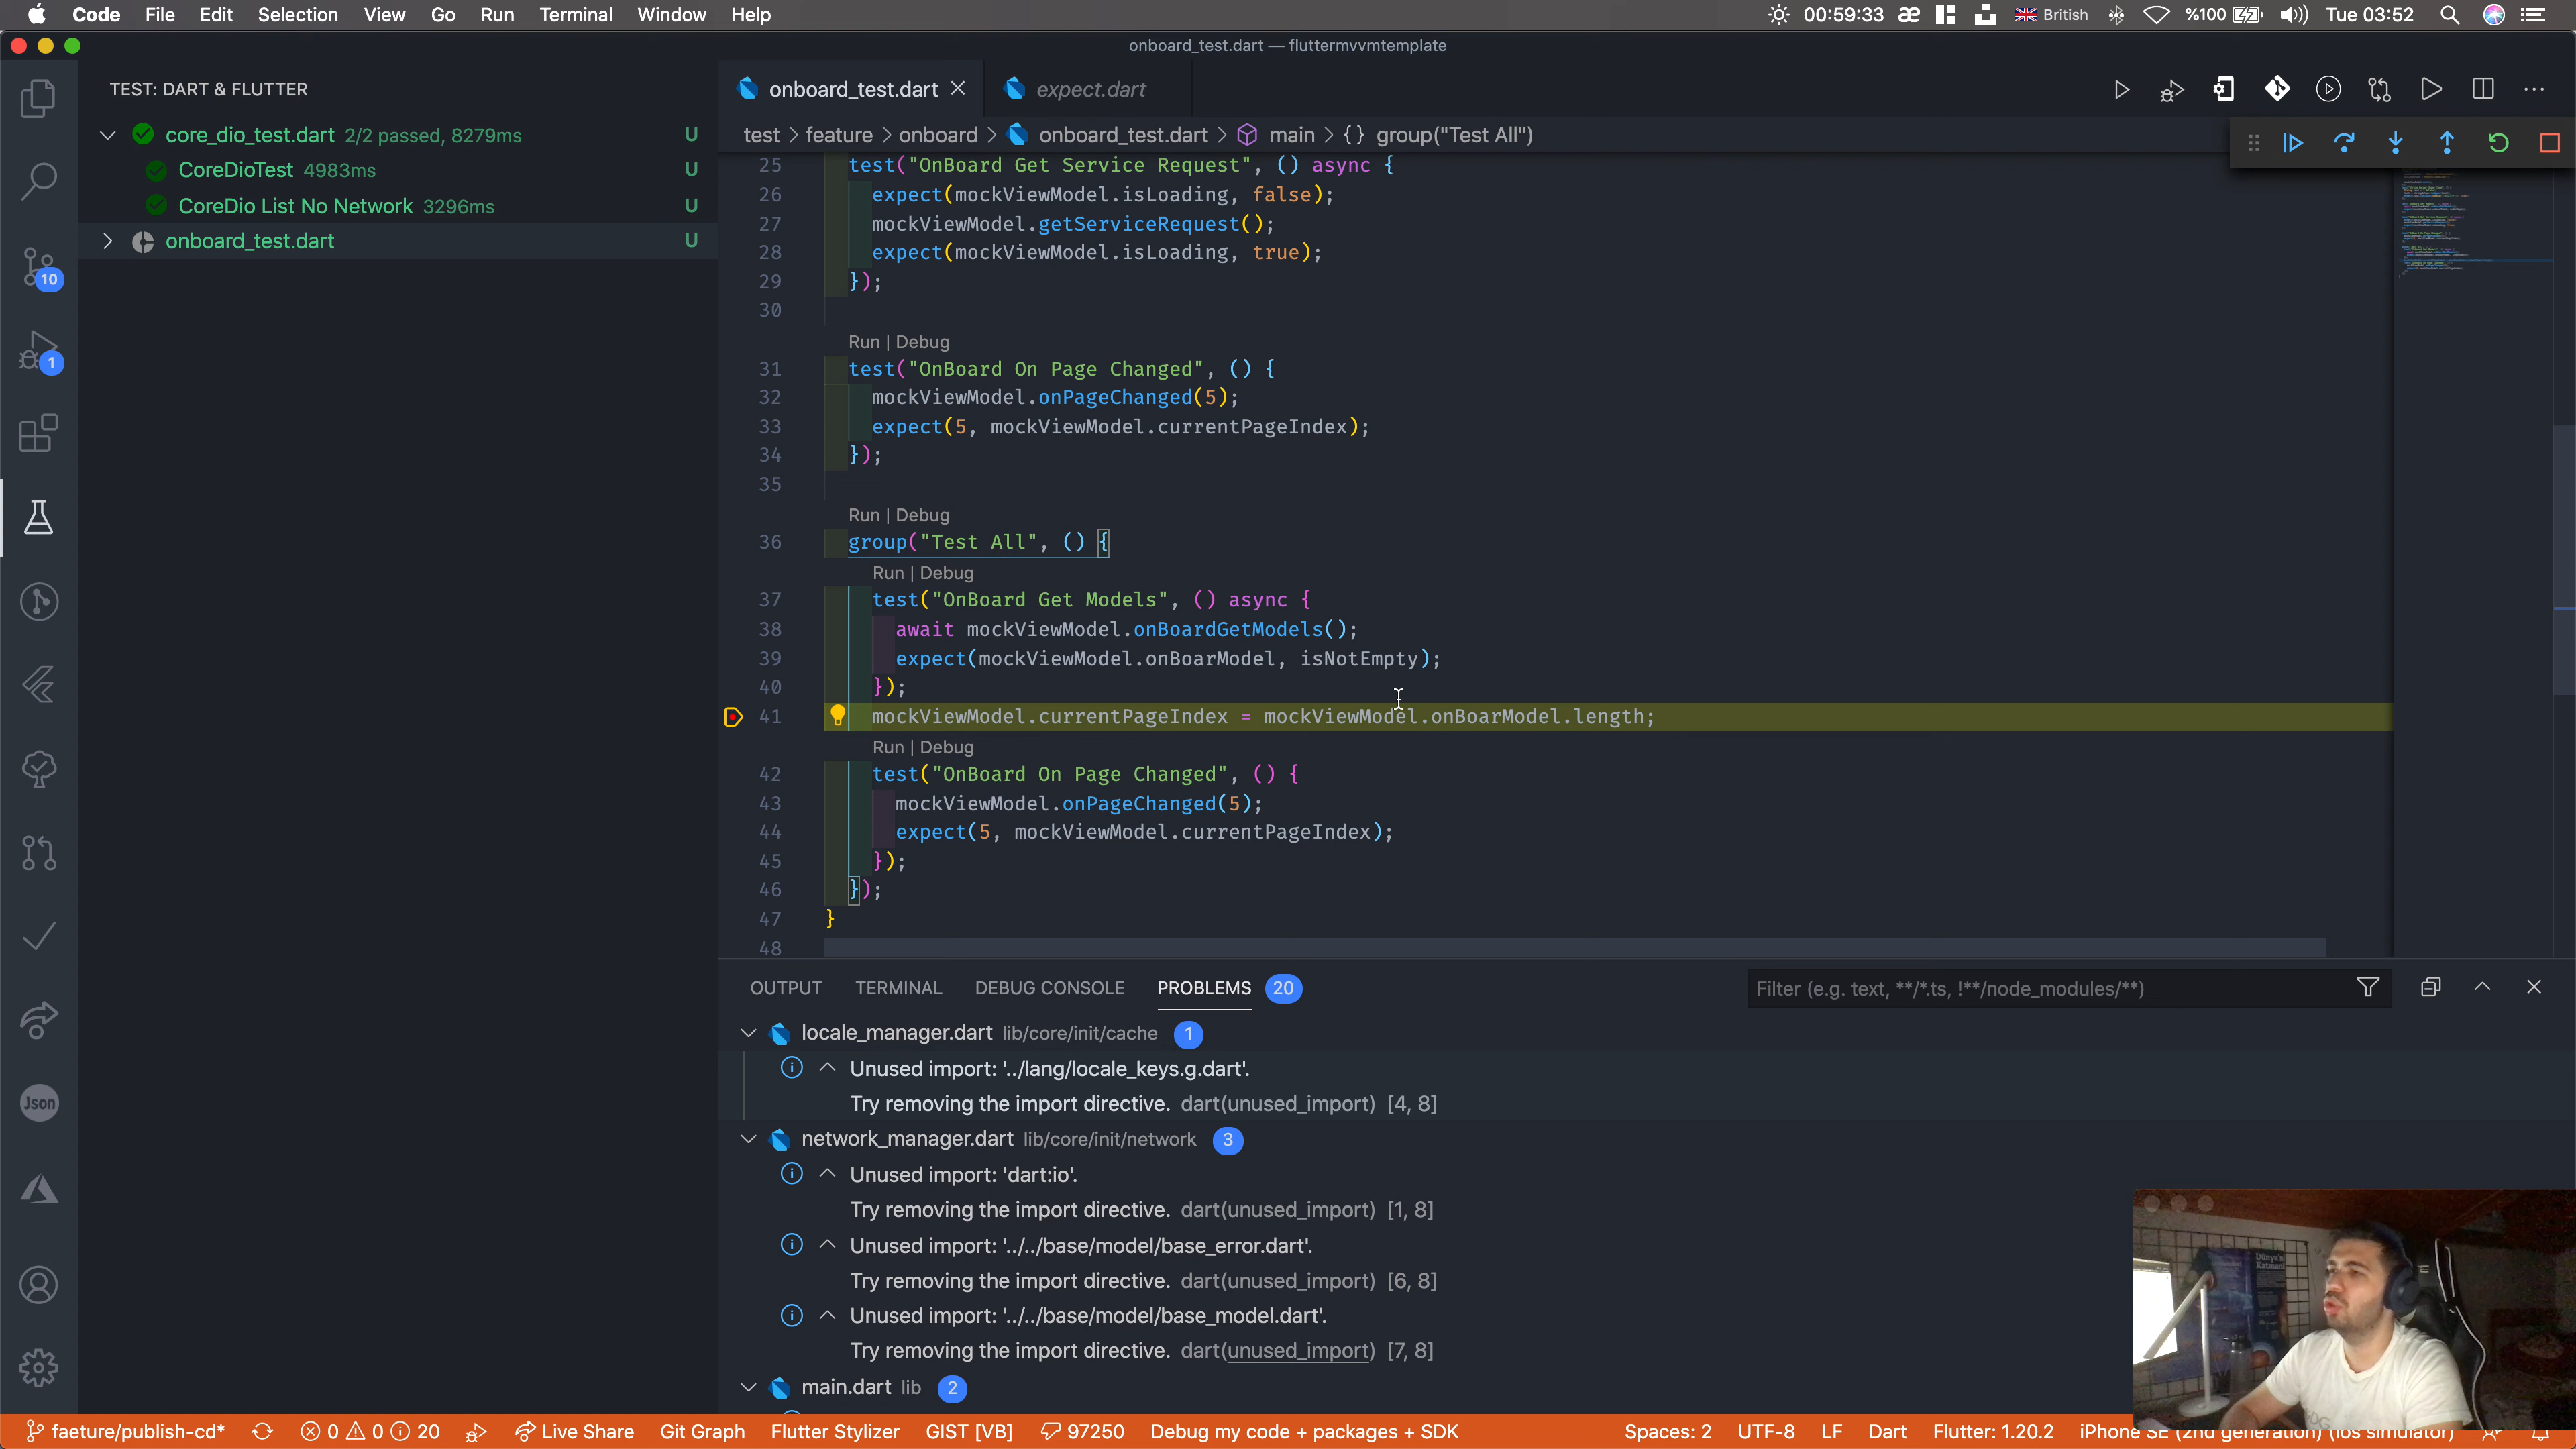 Code File Edit Selection View Go Run Terminal Window Help 00:59:33 æ British %100 Tue 03:52
onboard_test.dart — fluttermvvmtemplate
TEST: DART & FLUTTER
core_dio_test.dart 2/2 passed, 8279ms U
CoreDioTest 4983ms U
CoreDio List No Network 3296ms U
onboard_test.dart U
10
1
Json
onboard_test.dart expect.dart
test > feature > onboard > onboard_test.dart > main > {} group("Test All")
25 test("OnBoard Get Service Request", () async {
26 expect(mockViewModel.isLoading, false);
27 mockViewModel.getServiceRequest();
28 expect(mockViewModel.isLoading, true);
29 });
30
Run | Debug
31 test("OnBoard On Page Changed", () {
32 mockViewModel.onPageChanged(5);
33 expect(5, mockViewModel.currentPageIndex);
34 });
35
Run | Debug
36 group("Test All", () {
Run | Debug
37 test("OnBoard Get Models", () async {
38 await mockViewModel.onBoardGetModels();
39 expect(mockViewModel.onBoarModel, isNotEmpty);
40 });
41 mockViewModel.currentPageIndex = mockViewModel.onBoarModel.length;
Run | Debug
42 test("OnBoard On Page Changed", () {
43 mockViewModel.onPageChanged(5);
44 expect(5, mockViewModel.currentPageIndex);
45 });
46 });
47 }
48
OUTPUT TERMINAL DEBUG CONSOLE PROBLEMS 20 Filter (e.g. text, **/*.ts, !**/node_modules/**)
locale_manager.dart lib/core/init/cache 1
Unused import: '../lang/locale_keys.g.dart'.
Try removing the import directive. dart(unused_import) [4, 8]
network_manager.dart lib/core/init/network 3
Unused import: 'dart:io'.
Try removing the import directive. dart(unused_import) [1, 8]
Unused import: '../../base/model/base_error.dart'.
Try removing the import directive. dart(unused_import) [6, 8]
Unused import: '../../base/model/base_model.dart'.
Try removing the import directive. dart(unused_import) [7, 8]
main.dart lib 2
Dünya'a
Katmani
faeture/publish-cd* 0 0 20 Live Share Git Graph Flutter Stylizer GIST [VB] 97250 Debug my code + packages + SDK Spaces: 2 UTF-8 LF Dart Flutter: 1.20.2 iPhone SE (2nd generation) (ios simulator)